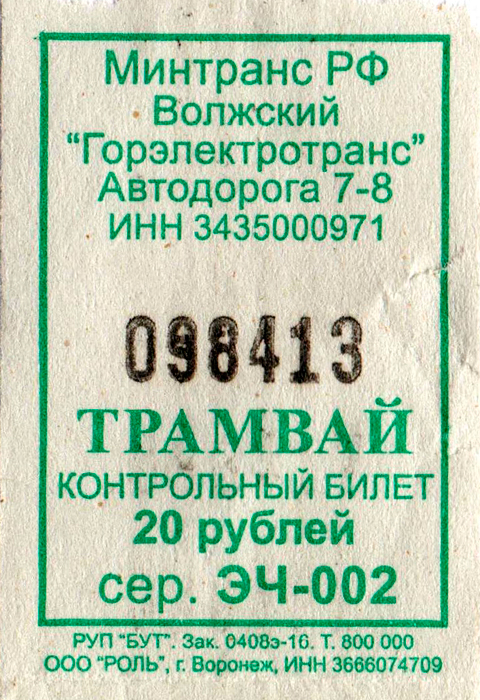 Минтранс РФ
Волжский
"Горэлектротранс"
Автодорога 7-8
ИНН 3435000971
098413
ТРАМВАЙ
КОНТРОЛЬНЫЙ БИЛЕТ
20 рублей
сер. ЭЧ-002
РУП "БУТ". Зак. 0408э-16. Т. 800 000
ООО "РОЛЬ", г. Воронеж, ИНН 3666074709